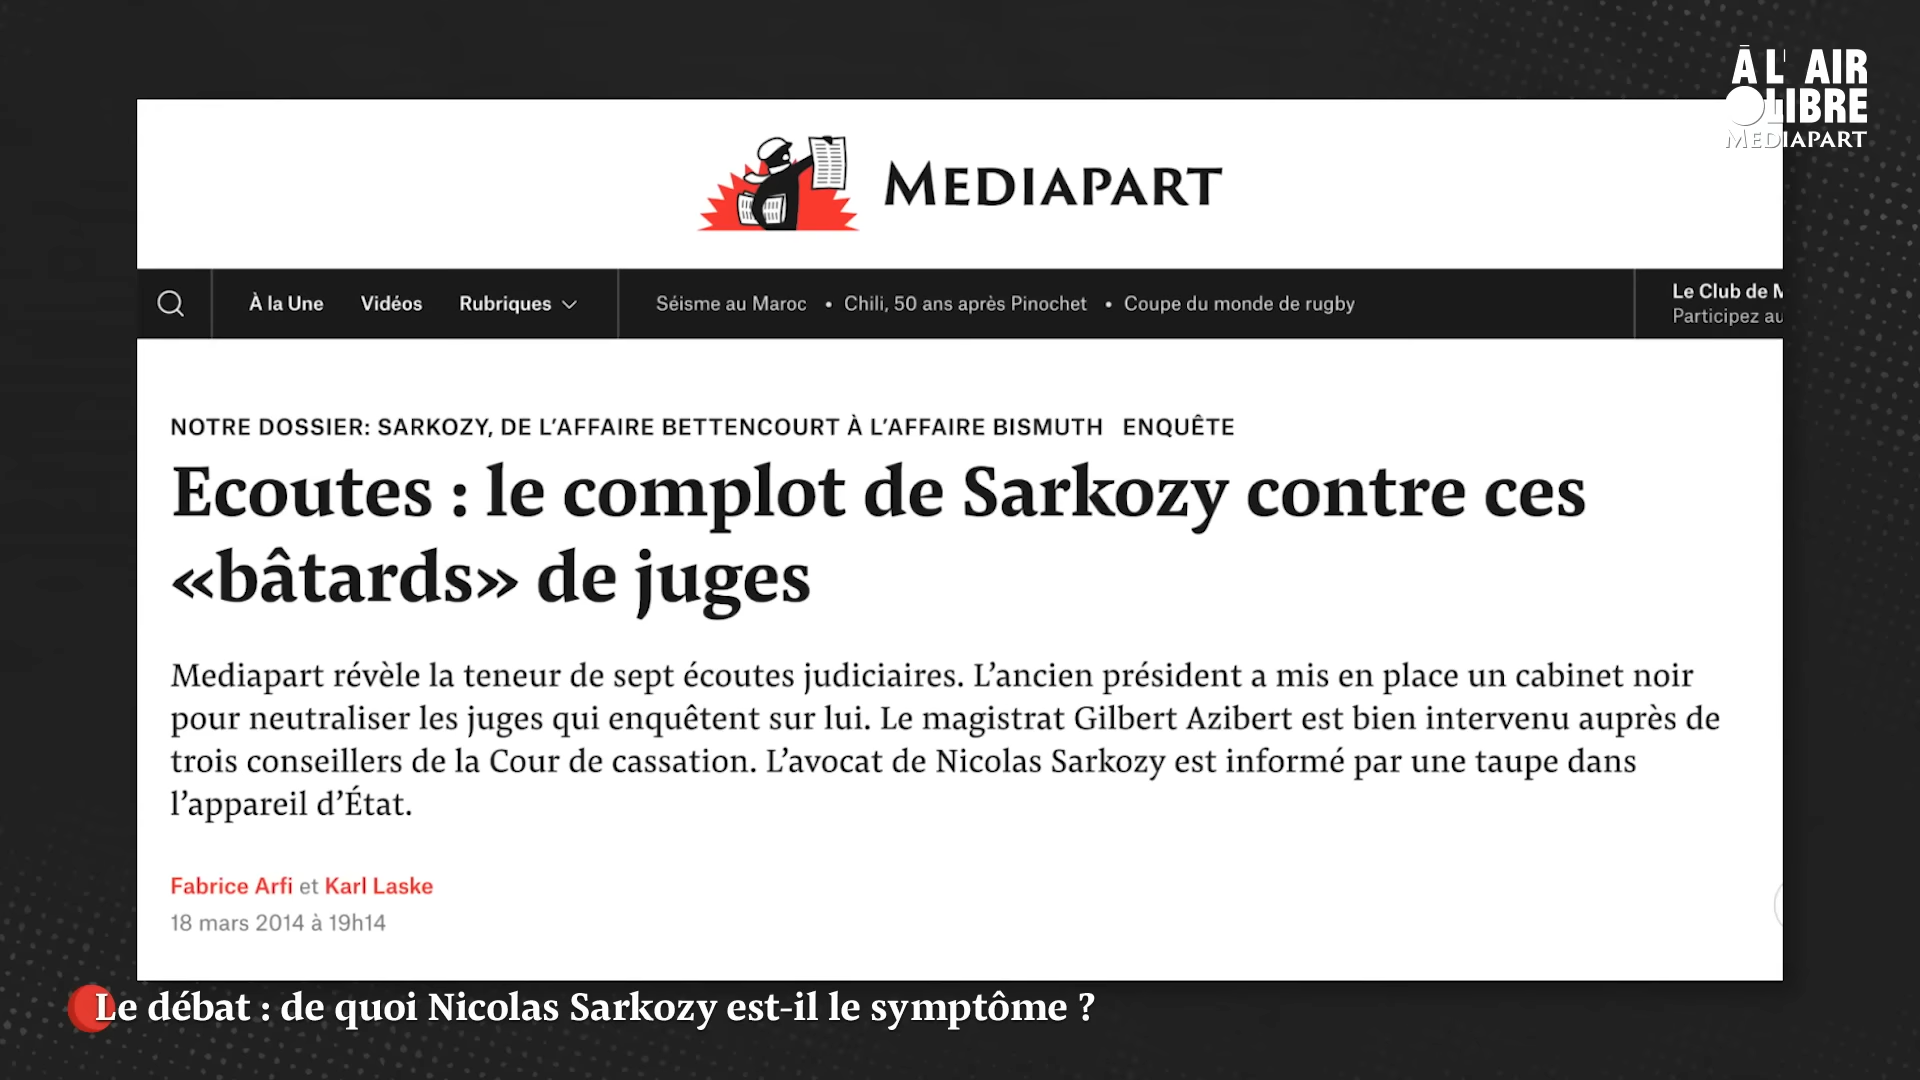 À L' AIR
LIBRE
MEDIAPART
MEDIAPART
À la Une Vidéos Rubriques Séisme au Maroc • Chili, 50 ans après Pinochet • Coupe du monde de rugby Le Club de M
Participez au
NOTRE DOSSIER: SARKOZY, DE L’AFFAIRE BETTENCOURT À L’AFFAIRE BISMUTH ENQUÊTE
Ecoutes : le complot de Sarkozy contre ces
«bâtards» de juges
Mediapart révèle la teneur de sept écoutes judiciaires. L’ancien président a mis en place un cabinet noir
pour neutraliser les juges qui enquêtent sur lui. Le magistrat Gilbert Azibert est bien intervenu auprès de
trois conseillers de la Cour de cassation. L’avocat de Nicolas Sarkozy est informé par une taupe dans
l’appareil d’État.
Fabrice Arfi et Karl Laske
18 mars 2014 à 19h14
Le débat : de quoi Nicolas Sarkozy est-il le symptôme ?